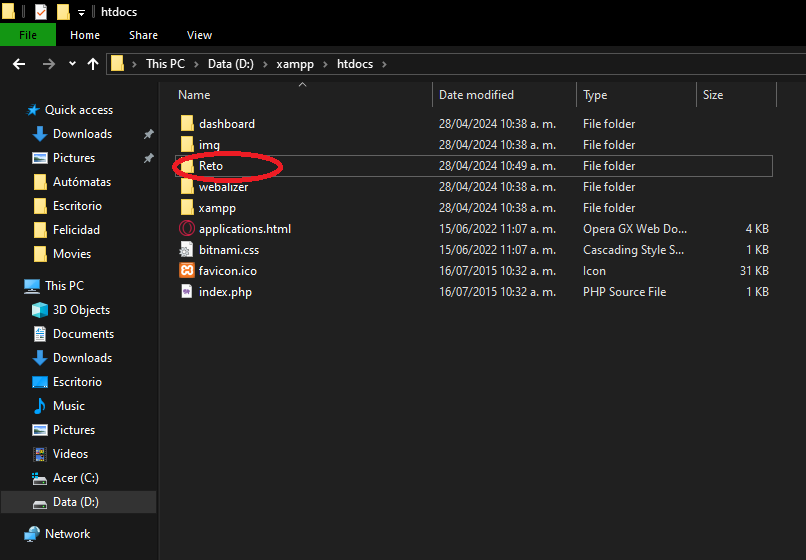 htdocs
File Home Share View
This PC Data (D:) xampp htdocs
Name Date modified Type Size
Quick access
Downloads
Pictures
Autómatas
Escritorio
Felicidad
Movies
This PC
3D Objects
Documents
Downloads
Escritorio
Music
Pictures
Videos
Acer (C:)
Data (D:)
Network
dashboard 28/04/2024 10:38 a. m. File folder
img 28/04/2024 10:38 a. m. File folder
Reto 28/04/2024 10:49 a. m. File folder
webalizer 28/04/2024 10:38 a. m. File folder
xampp 28/04/2024 10:38 a. m. File folder
applications.html 15/06/2022 11:07 a. m. Opera GX Web Do... 4 KB
bitnami.css 15/06/2022 11:07 a. m. Cascading Style S... 1 KB
favicon.ico 16/07/2015 10:32 a. m. Icon 31 KB
index.php 16/07/2015 10:32 a. m. PHP Source File 1 KB